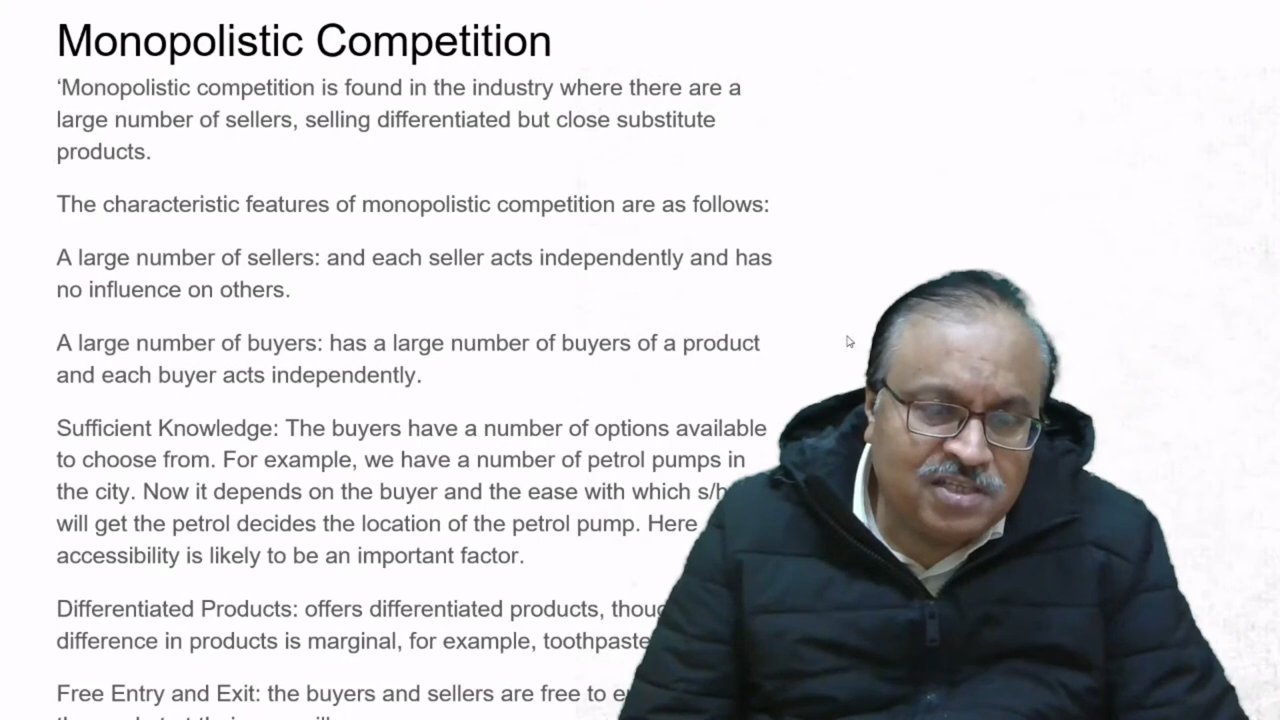 Monopolistic Competition
‘Monopolistic competition is found in the industry where there are a
large number of sellers, selling differentiated but close substitute
products.
The characteristic features of monopolistic competition are as follows:
A large number of sellers: and each seller acts independently and has
no influence on others.
A large number of buyers: has a large number of buyers of a product
and each buyer acts independently.
Sufficient Knowledge: The buyers have a number of options available
to choose from. For example, we have a number of petrol pumps in
the city. Now it depends on the buyer and the ease with which
will get the petrol decides the location of the petrol pump. Here
accessibility is likely to be an important factor.
Differentiated Products: offers differentiated products,
difference in products is marginal, for example, toothpaste
Free Entry and Exit: the buyers and sellers are free to